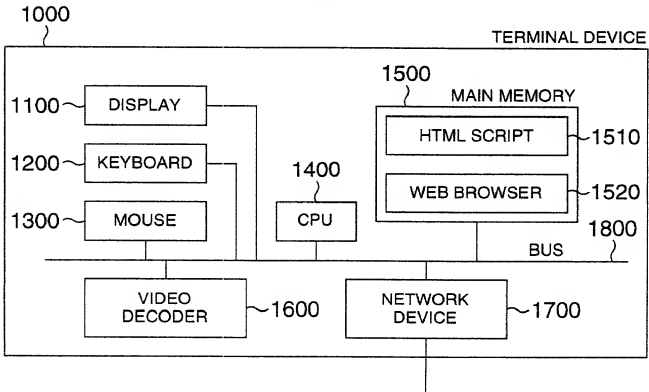 1000
TERMINAL DEVICE
1100
DISPLAY
1500
MAIN MEMORY
HTML SCRIPT
1510
1200
KEYBOARD
1400
WEB BROWSER
1520
1300
MOUSE
CPU
1800
BUS
VIDEO
DECODER
1600
NETWORK
DEVICE
1700